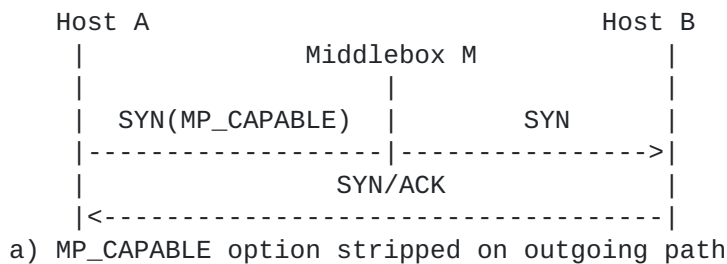 Host A Host B
Middlebox M
SYN(MP_CAPABLE) SYN
SYN/ACK
a) MP_CAPABLE option stripped on outgoing path